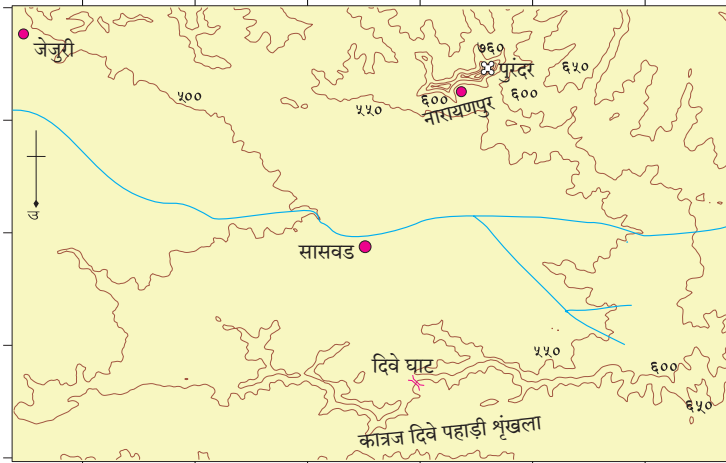 जेजुरी
७६०
पुरंदर
६५०
५००
६००
६००
५५०
नारायणपुर
उ
सासवड
५५०
दिवे घाट
६००
६५०
कात्रज दिवे पहाड़ी शृंखला